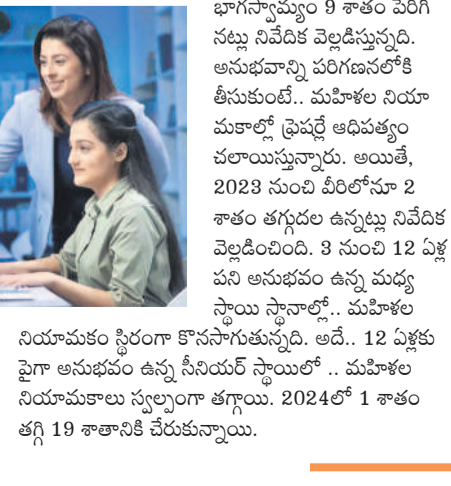 భాగస్వామ్యం 9 శాతం పెరిగి
నట్లు నివేదిక వెల్లడిస్తున్నది.
అనుభవాన్ని పరిగణనలోకి
తీసుకుంటే.. మహిళల నియా
మకాల్లో ఫ్రెషర్లే ఆధిపత్యం
చలాయిస్తున్నారు. అయితే,
2023 నుంచి వీరిలోనూ 2
శాతం తగ్గుదల ఉన్నట్లు నివేదిక
వెల్లడించింది. 3 నుంచి 12 ఏళ్ల
పని అనుభవం ఉన్న మధ్య
స్థాయి స్థానాల్లో.. మహిళల
నియామకం స్థిరంగా కొనసాగుతున్నది. అదే.. 12 ఏళ్లకు
పైగా అనుభవం ఉన్న సీనియర్ స్థాయిలో .. మహిళల
నియామకాలు స్వల్పంగా తగ్గాయి. 2024లో 1 శాతం
తగ్గి 19 శాతానికి చేరుకున్నాయి.